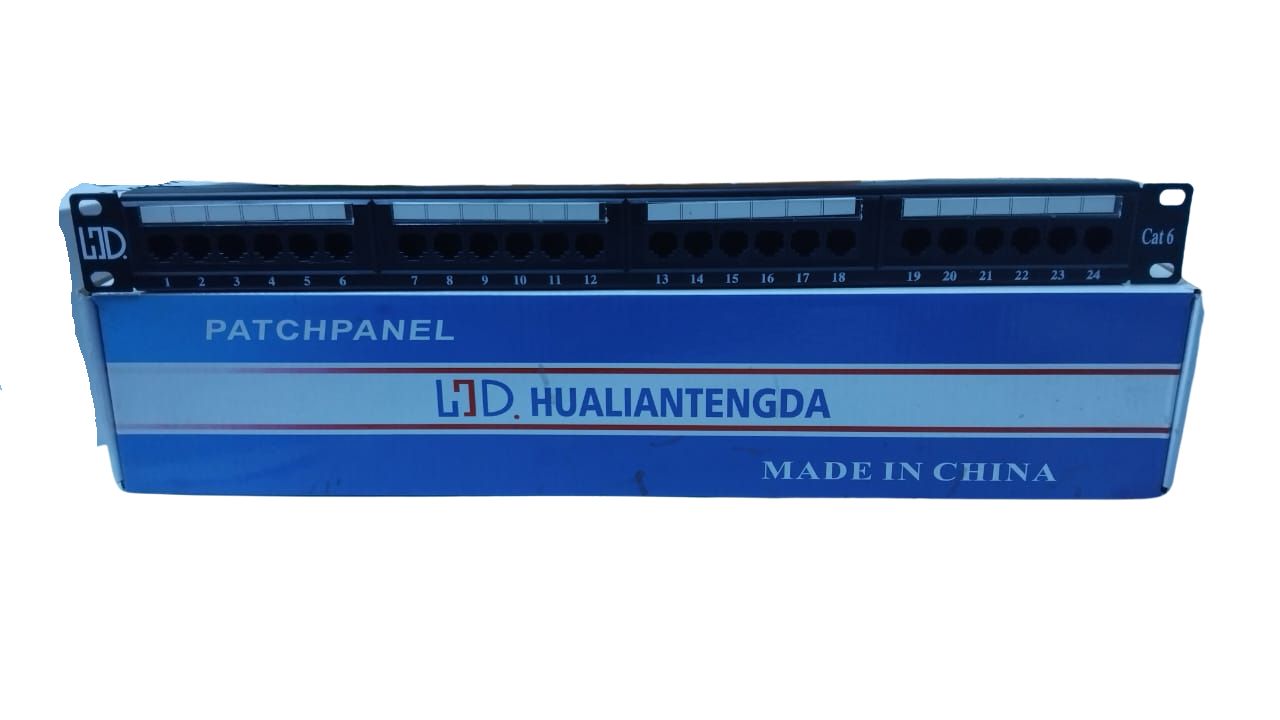 HD.
Cat 6
1 2 3 4 5 6 7 8 9 10 11 12 13 14 15 16 17 18 19 20 21 22 23 24
PATCHPANEL
HD. HUALIANTENGDA
MADE IN CHINA